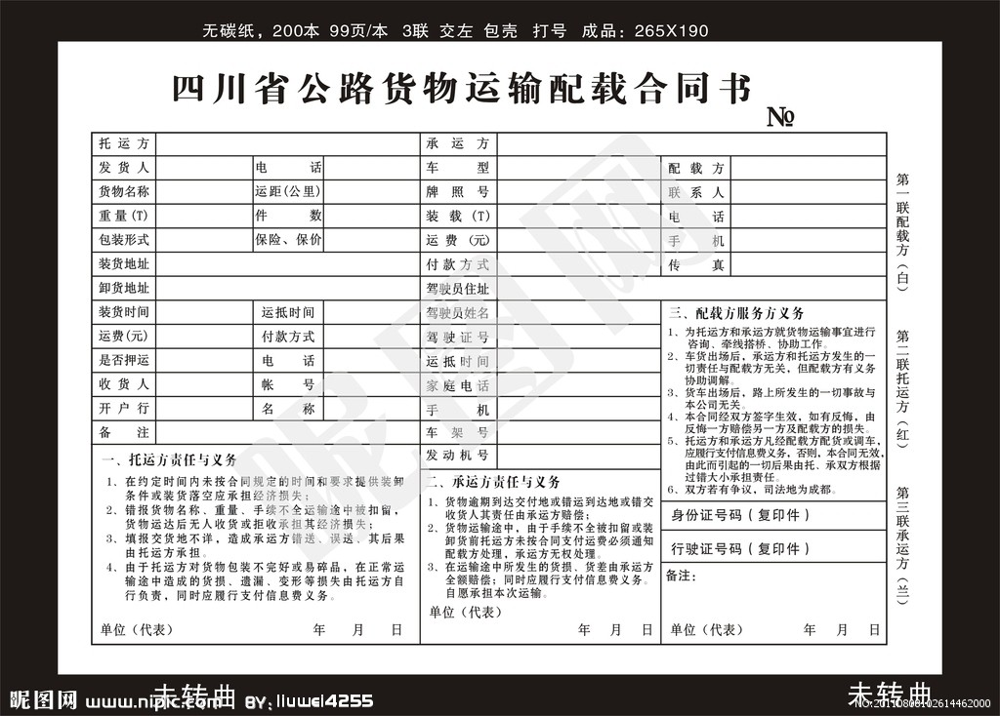 无碳纸，200本 99页/本 3联 交左 包壳 打号 成品：265X190
四川省公路货物运输配载合同书
№
托运方 承运方
发货人 电话 车型 配载方
货物名称 运距(公里) 牌照号 联系人
重量(T) 件数 装载(T) 电话
包装形式 保险、保价 运费(元) 手机
装货地址 付款方式 传真
卸货地址 驾驶员住址
装货时间 运抵时间 驾驶员姓名
运费(元) 付款方式 驾驶证号
是否押运 电话 运抵时间
收货人 帐号 家庭电话
开户行 名称 手机
备注 车架号
发动机号
一、托运方责任与义务
1、在约定时间内未按合同规定的时间和要求提供装卸
条件或装货落空应承担经济损失；
2、错报货物名称、重量、手续不全运输途中被扣留，
货物运达后无人收货或拒收承担其经济损失；
3、填报交货地不详，造成承运方错送、误送、其后果
由托运方承担。
4、由于托运方对货物包装不完好或易碎品，在正常运
输途中造成的货损、遗漏、变形等损失由托运方自
行负责，同时应履行支付信息费义务。
单位（代表） 年 月 日
二、承运方责任与义务
1、货物逾期到达交付地或错运到达地或错交
收货人其责任由承运方赔偿；
2、货物运输途中，由于手续不全被扣留或装
卸货前托运方未按合同支付运费必须通知
配载方处理，承运方无权处理。
3、在运输途中所发生的货损、货差由承运方
全额赔偿；同时应履行支付信息费义务。
自愿承担本次运输。
单位（代表）
年 月 日
三、配载方服务方义务
1、为托运方和承运方就货物运输事宜进行
咨询、牵线搭桥、协助工作。
2、车货出场后，承运方和托运方发生的一
切责任与配载方无关，但配载方有义务
协助调解。
3、货车出场后，路上所发生的一切事故与
本公司无关。
4、本合同经双方签字生效，如有反悔，由
反悔一方赔偿另一方及配载方的损失。
5、托运方和承运方凡经配载方配货或调车，
应履行支付信息费义务，否则，本合同无效，
由此而引起的一切后果由托、承双方根据
过错大小承担责任。
6、双方若有争议，司法地为成都。
身份证号码（复印件）
行驶证号码（复印件）
备注：
单位（代表） 年 月 日
第一联配载方（白）
第二联托运方（红）
第三联承运方（兰）
昵图网
昵图网 www.nipic.com BY：liuwei4255
未转曲
未转曲
NO:20110808102614462000